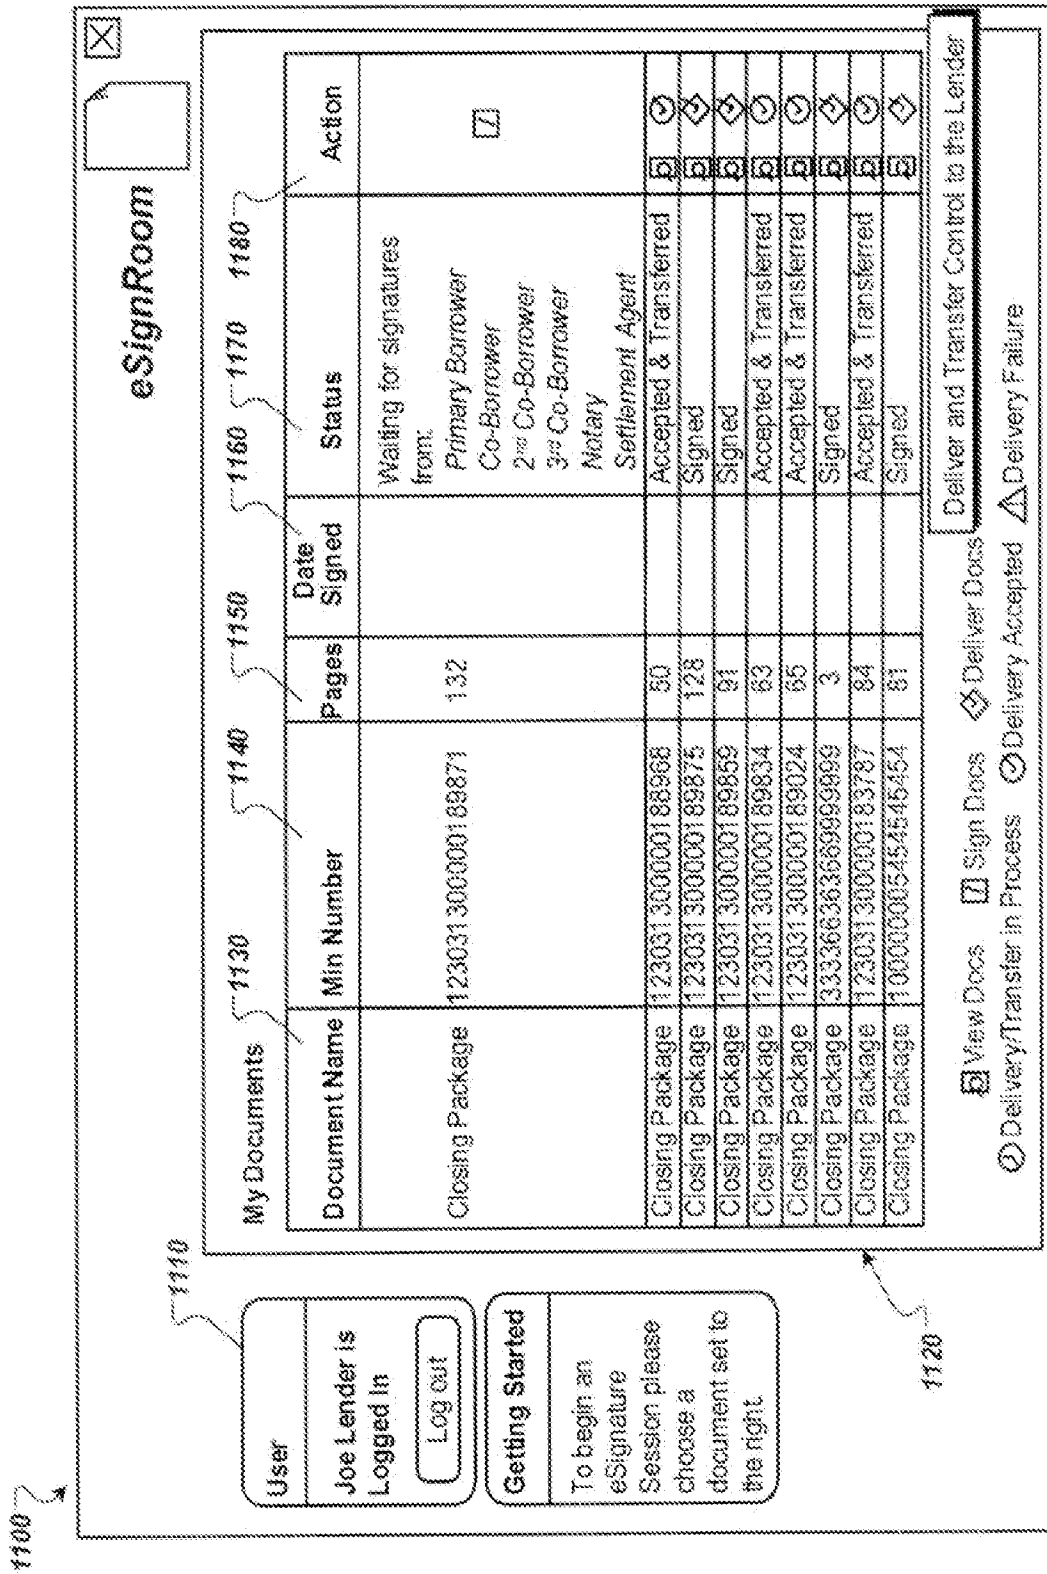 1100
eSignRoom
1110
User
Joe Lender is
Logged In
Log out
Getting Started
To begin an
eSignature
Session please
choose a
document set to
the right.
1120
My Documents
1130
1140
1150
1160
1170
1180
Document Name Min Number Pages Date Signed Status Action
Closing Package 123031300000189871 132 Waiting for signatures
from:
Primary Borrower
Co-Borrower
2nd Co-Borrower
3rd Co-Borrower
Notary
Settlement Agent
Closing Package 123031300000188968 50 Accepted & Transferred
Closing Package 123031300000189875 128 Signed
Closing Package 123031300000189859 91 Signed
Closing Package 123031300000189834 63 Accepted & Transferred
Closing Package 123031300000189024 65 Accepted & Transferred
Closing Package 3 Signed
Closing Package 123031300000183787 84 Accepted & Transferred
Closing Package Signed
Deliver and Transfer Control to the Lender
View Docs Sign Docs Deliver Docs
Delivery/Transfer in Process Delivery Accepted Delivery Failure